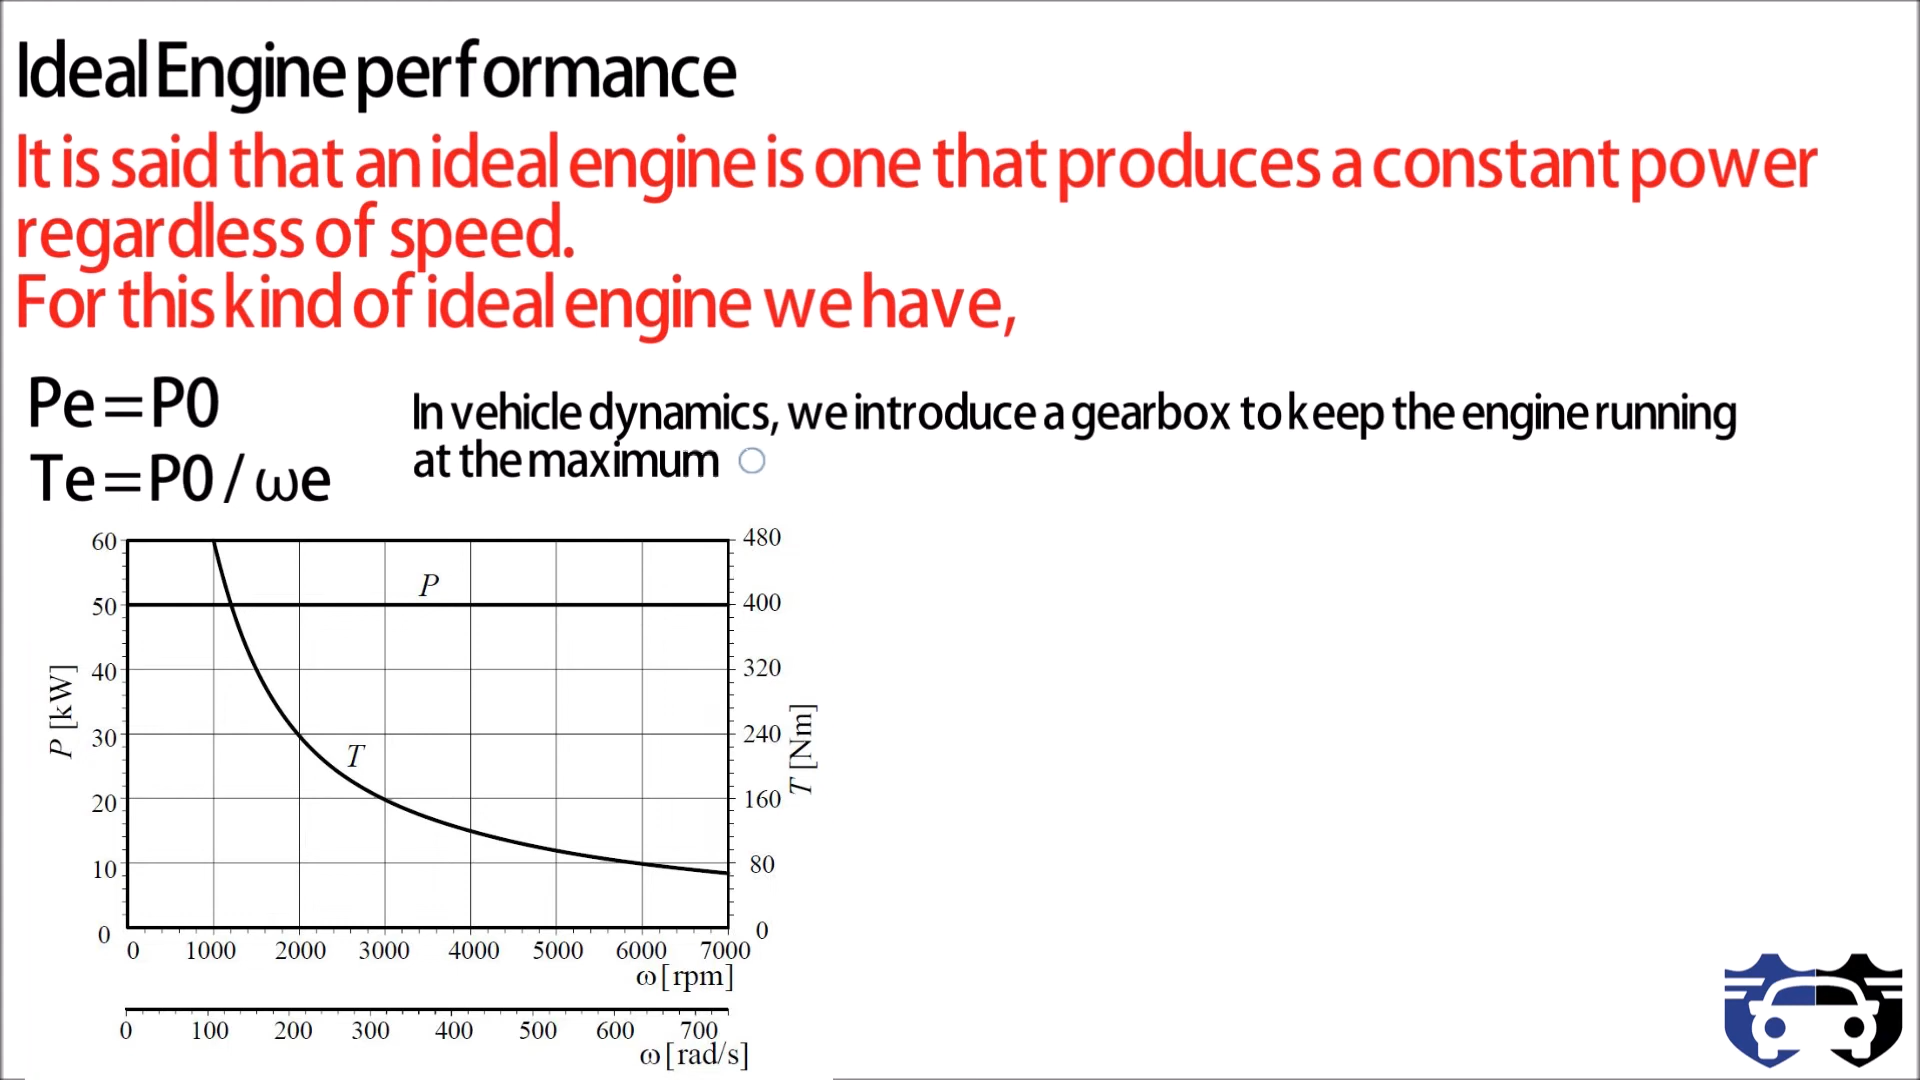 Ideal Engine performance
It is said that an ideal engine is one that produces a constant power
regardless of speed.
For this kind of ideal engine we have,
Pe=P0
Te=P0/ωe
In vehicle dynamics, we introduce a gearbox to keep the engine running
at the maximum
60
50
40
30
20
10
0
P [kW]
P
T
480
400
320
240
160
80
0
T [Nm]
0 1000 2000 3000 4000 5000 6000 7000
ω [rpm]
0 100 200 300 400 500 600 700
ω [rad/s]